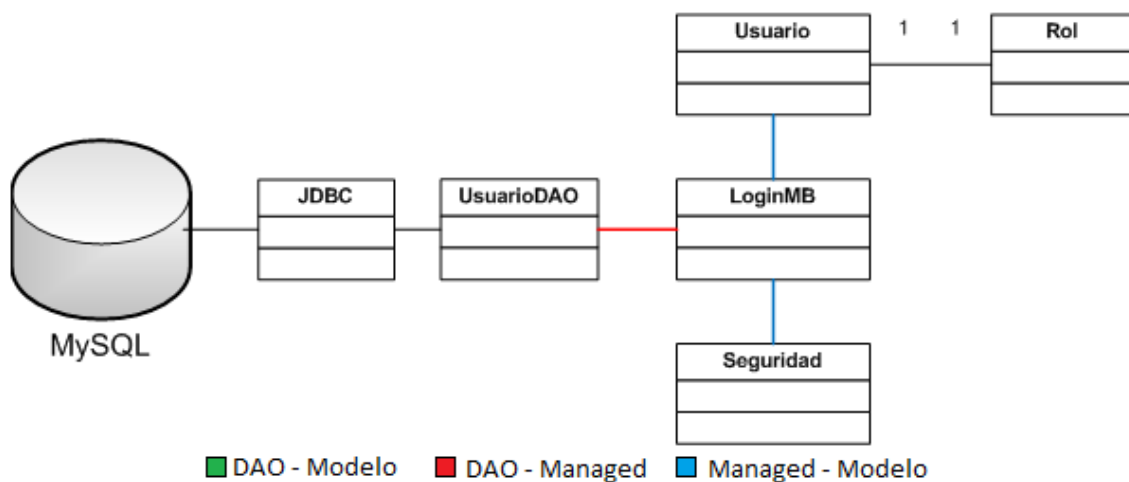 Usuario
1 1
Rol
JDBC
UsuarioDAO
LoginMB
MySQL
Seguridad
DAO - Modelo
DAO - Managed
Managed - Modelo